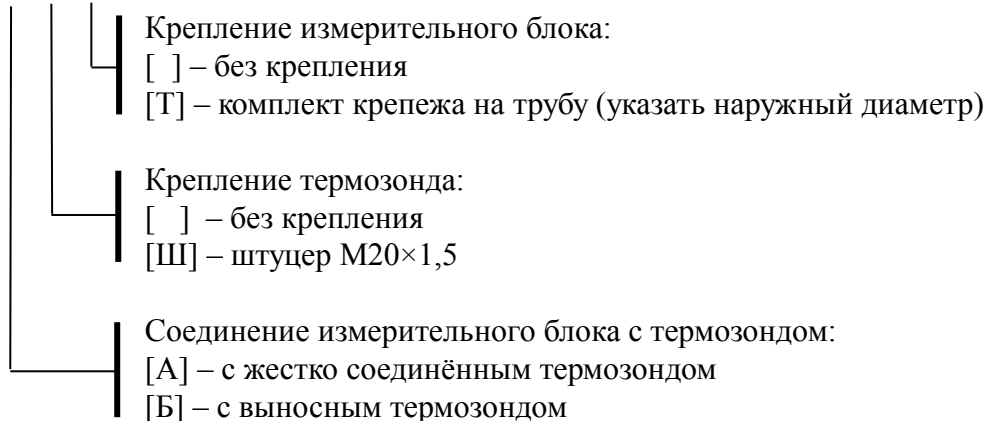 Крепление измерительного блока:
[  ] – без крепления
[Т] – комплект крепежа на трубу (указать наружный диаметр)
Крепление термозонда:
[   ]  – без крепления
[Ш] – штуцер М20×1,5
Соединение измерительного блока с термозондом:
[А] – с жестко соединённым термозондом
[Б] – с выносным термозондом